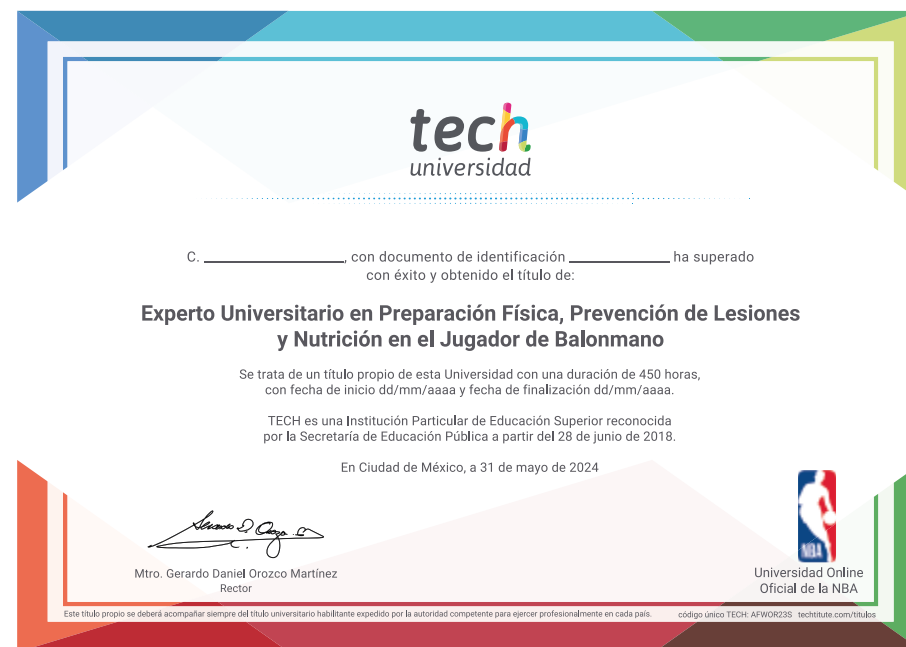 tech
universidad
C. ____________, con documento de identificación ____________ ha superado
con éxito y obtenido el título de:
Experto Universitario en Preparación Física, Prevención de Lesiones
y Nutrición en el Jugador de Balonmano
Se trata de un título propio de esta Universidad con una duración de 450 horas,
con fecha de inicio dd/mm/aaaa y fecha de finalización dd/mm/aaaa.
TECH es una Institución Particular de Educación Superior reconocida
por la Secretaría de Educación Pública a partir del 28 de junio de 2018.
En Ciudad de México, a 31 de mayo de 2024
NBA
Mtro. Gerardo Daniel Orozco Martínez
Rector
Universidad Online
Oficial de la NBA
Este título propio se deberá acompañar siempre del título universitario habilitante expedido por la autoridad competente para ejercer profesionalmente en cada país.
código único TECH: AFWOR23S techtitute.com/titulos